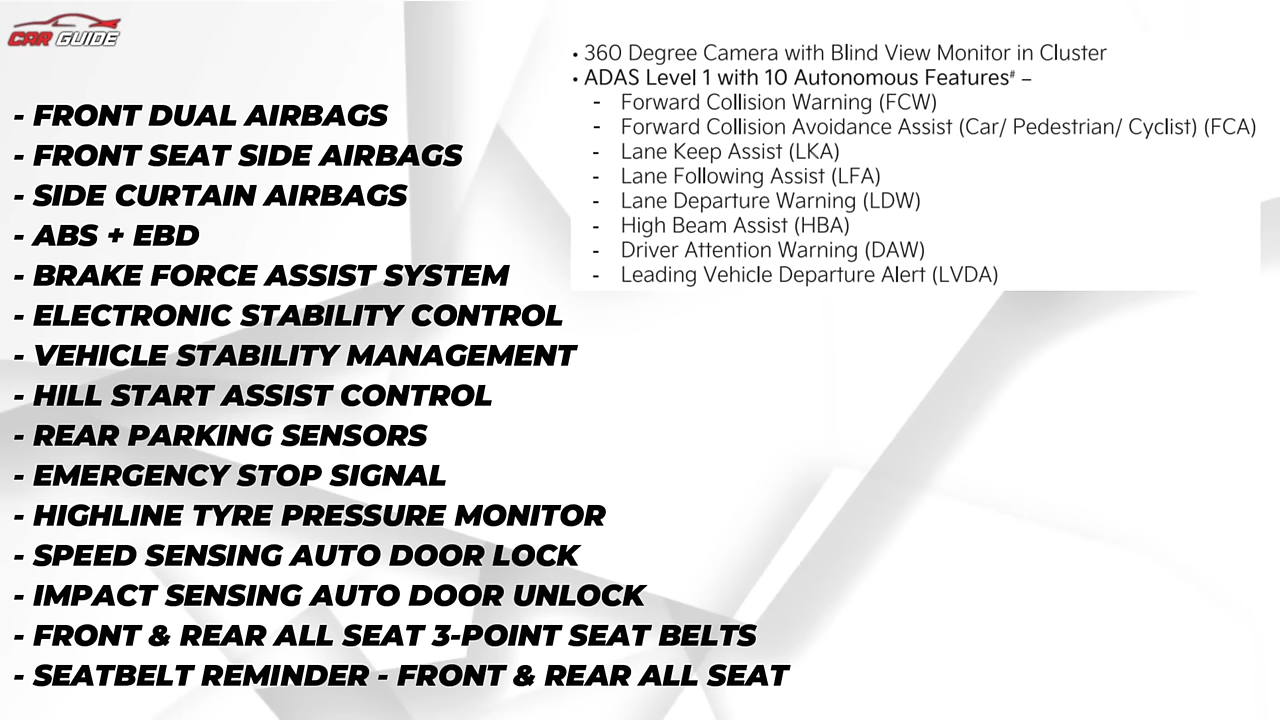 CAR GUIDE
- FRONT DUAL AIRBAGS
- FRONT SEAT SIDE AIRBAGS
- SIDE CURTAIN AIRBAGS
- ABS + EBD
- BRAKE FORCE ASSIST SYSTEM
- ELECTRONIC STABILITY CONTROL
- VEHICLE STABILITY MANAGEMENT
- HILL START ASSIST CONTROL
- REAR PARKING SENSORS
- EMERGENCY STOP SIGNAL
- HIGHLINE TYRE PRESSURE MONITOR
- SPEED SENSING AUTO DOOR LOCK
- IMPACT SENSING AUTO DOOR UNLOCK
- FRONT & REAR ALL SEAT 3-POINT SEAT BELTS
- SEATBELT REMINDER - FRONT & REAR ALL SEAT
• 360 Degree Camera with Blind View Monitor in Cluster
• ADAS Level 1 with 10 Autonomous Features# –
- Forward Collision Warning (FCW)
- Forward Collision Avoidance Assist (Car/ Pedestrian/ Cyclist) (FCA)
- Lane Keep Assist (LKA)
- Lane Following Assist (LFA)
- Lane Departure Warning (LDW)
- High Beam Assist (HBA)
- Driver Attention Warning (DAW)
- Leading Vehicle Departure Alert (LVDA)